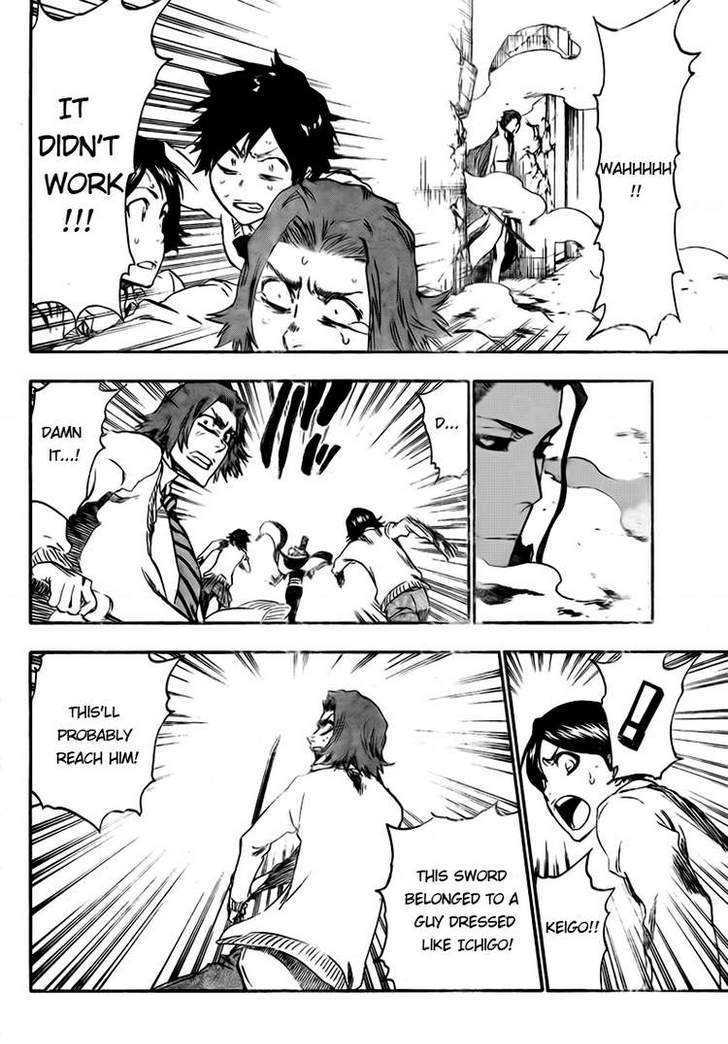 WAHHHHH
!!
IT
DIDN'T
WORK
!!!
D...
DAMN
IT...!
!!
KEIGO!!
THIS SWORD
BELONGED TO A
GUY DRESSED
LIKE ICHIGO!
THIS'LL
PROBABLY
REACH HIM!